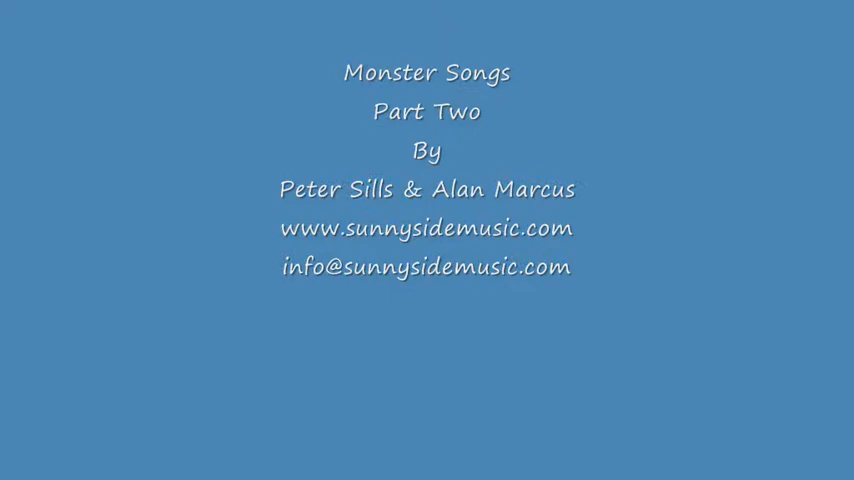 Monster Songs
Part Two
By
Peter Sills & Alan Marcus
www.sunnysidemusic.com
info@sunnysidemusic.com